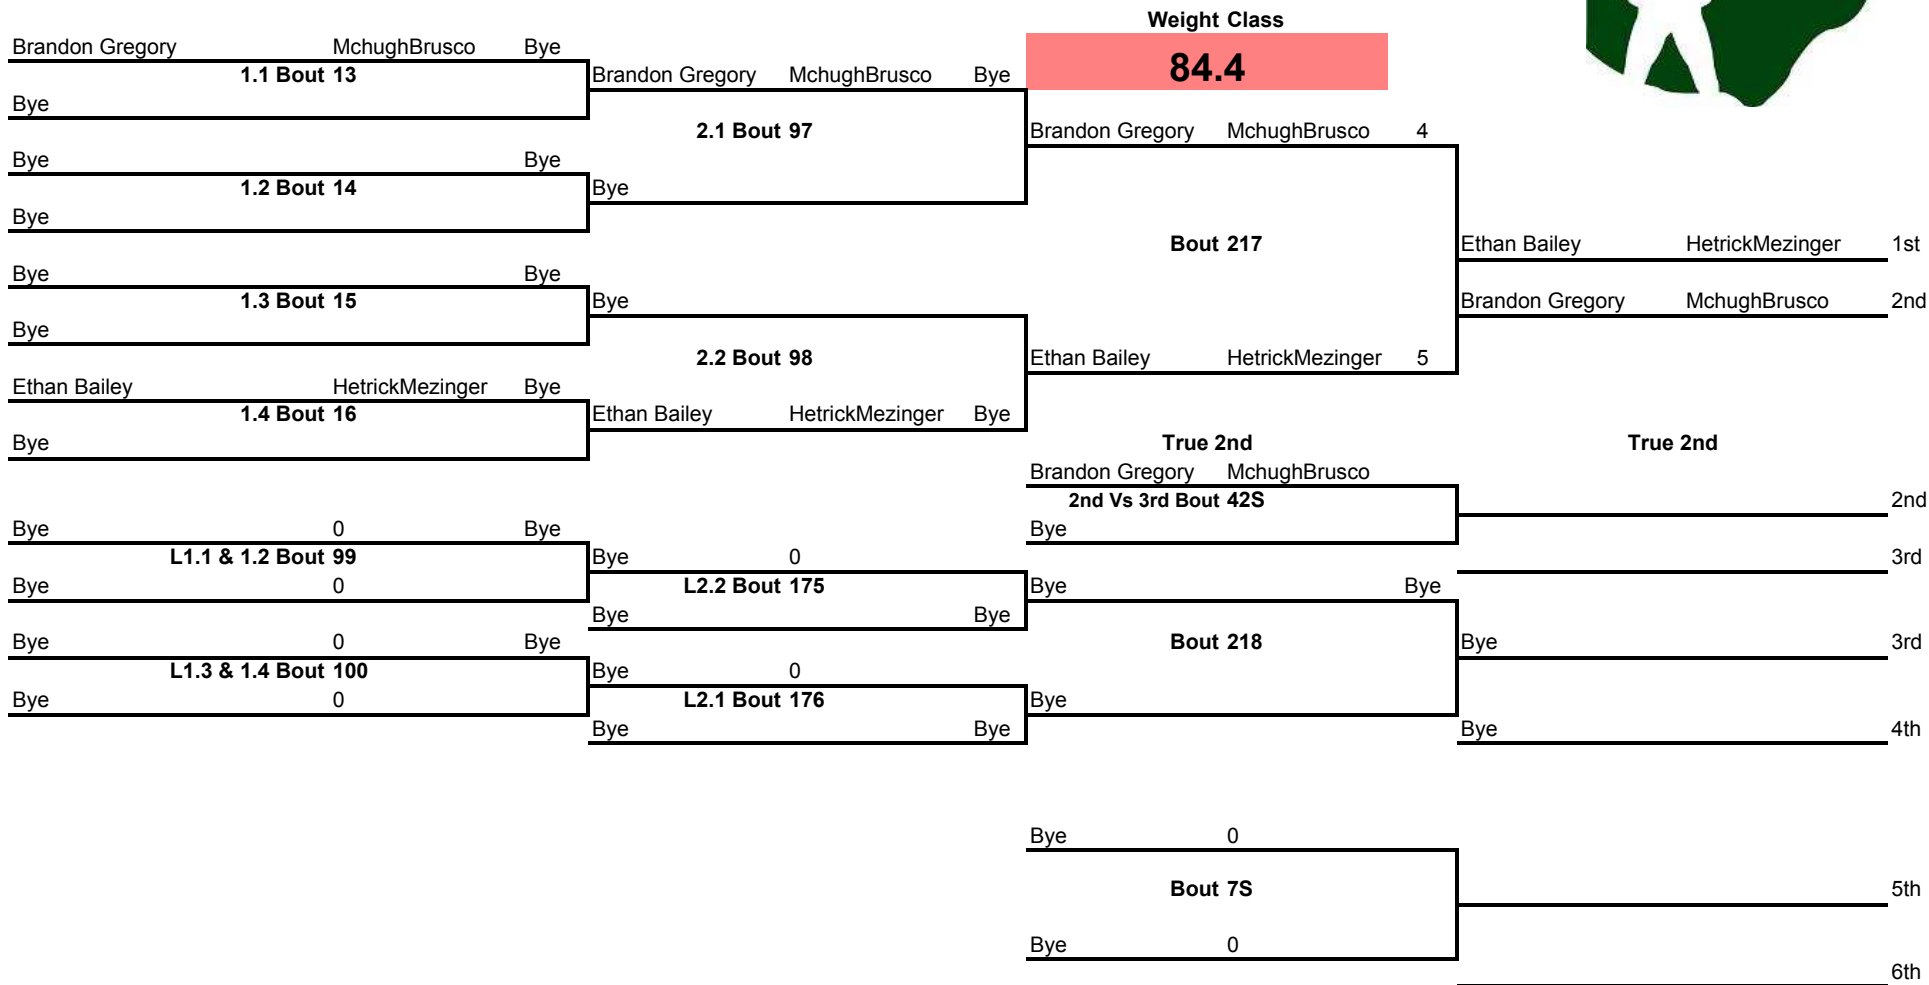 Weight Class
Brandon Gregory MchughBrusco Bye
84.4
1.1 Bout 13 Brandon Gregory MchughBrusco Bye
Bye
2.1 Bout 97 Brandon Gregory MchughBrusco 4
Bye Bye
1.2 Bout 14 Bye
Bye
Bout 217 Ethan Bailey HetrickMezinger 1st
Bye Bye
1.3 Bout 15 Bye Brandon Gregory MchughBrusco 2nd
Bye
2.2 Bout 98 Ethan Bailey HetrickMezinger 5
Ethan Bailey HetrickMezinger Bye
1.4 Bout 16 Ethan Bailey HetrickMezinger Bye
Bye True 2nd True 2nd
Brandon Gregory MchughBrusco
2nd Vs 3rd Bout 42S 2nd
Bye 0 Bye Bye
L1.1 & 1.2 Bout 99 Bye 0 3rd
Bye 0 L2.2 Bout 175 Bye Bye
Bye Bye
Bye 0 Bye Bout 218 Bye 3rd
L1.3 & 1.4 Bout 100 Bye 0
Bye 0 L2.1 Bout 176 Bye
Bye Bye Bye 4th
Bye 0
Bout 7S 5th
Bye 0
6th